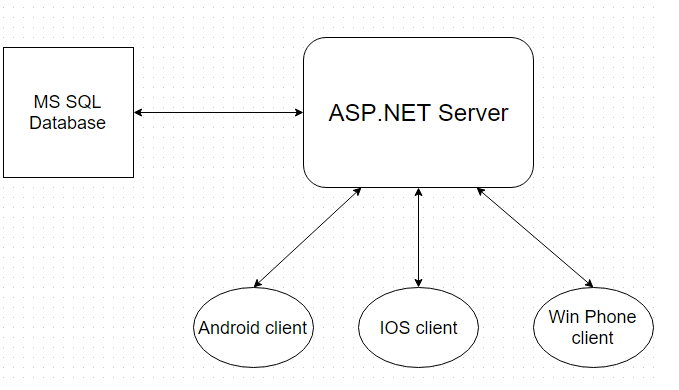 MS SQL
Database
ASP.NET Server
Android client
IOS client
Win Phone
client